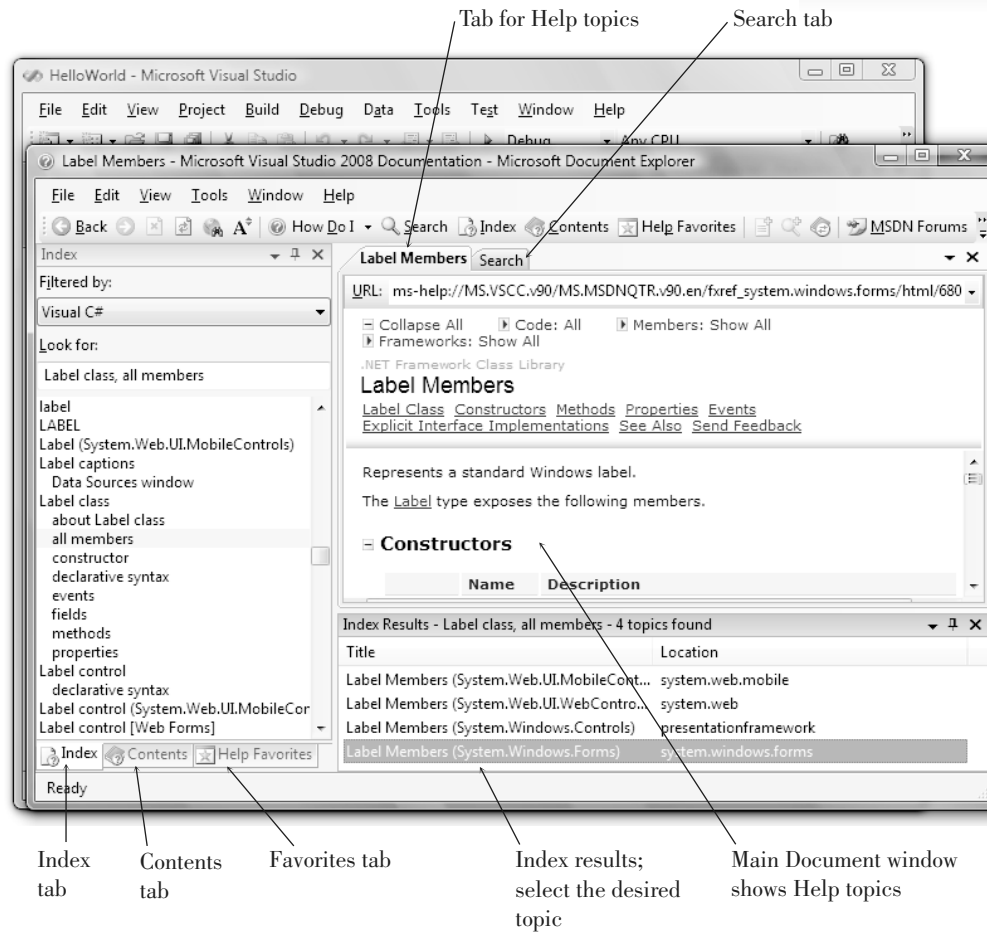 Tab for Help topics
Search tab
HelloWorld - Microsoft Visual Studio
File Edit View Project Build Debug Data Tools Test Window Help
Debug Any CPU
Label Members - Microsoft Visual Studio 2008 Documentation - Microsoft Document Explorer
File Edit View Tools Window Help
Back How Do I Search Index Contents Help Favorites MSDN Forums
Index
Filtered by:
Visual C#
Look for:
Label class, all members
label
LABEL
Label (System.Web.UI.MobileControls)
Label captions
Data Sources window
Label class
about Label class
all members
constructor
declarative syntax
events
fields
methods
properties
Label control
declarative syntax
Label control (System.Web.UI.MobileCor
Label control [Web Forms]
Index Contents Help Favorites
Label Members Search
URL: ms-help://MS.VSCC.v90/MS.MSDNQTR.v90.en/fxref_system.windows.forms/html/680
Collapse All Code: All Members: Show All
Frameworks: Show All
.NET Framework Class Library
Label Members
Label Class Constructors Methods Properties Events
Explicit Interface Implementations See Also Send Feedback
Represents a standard Windows label.
The Label type exposes the following members.
Constructors
Name Description
Index Results - Label class, all members - 4 topics found
Title Location
Label Members (System.Web.UI.MobileCont... system.web.mobile
Label Members (System.Web.UI.WebContro... system.web
Label Members (System.Windows.Controls) presentationframework
Label Members (System.Windows.Forms) system.windows.forms
Ready
Index
tab
Contents
tab
Favorites tab
Index results;
select the desired
topic
Main Document window
shows Help topics